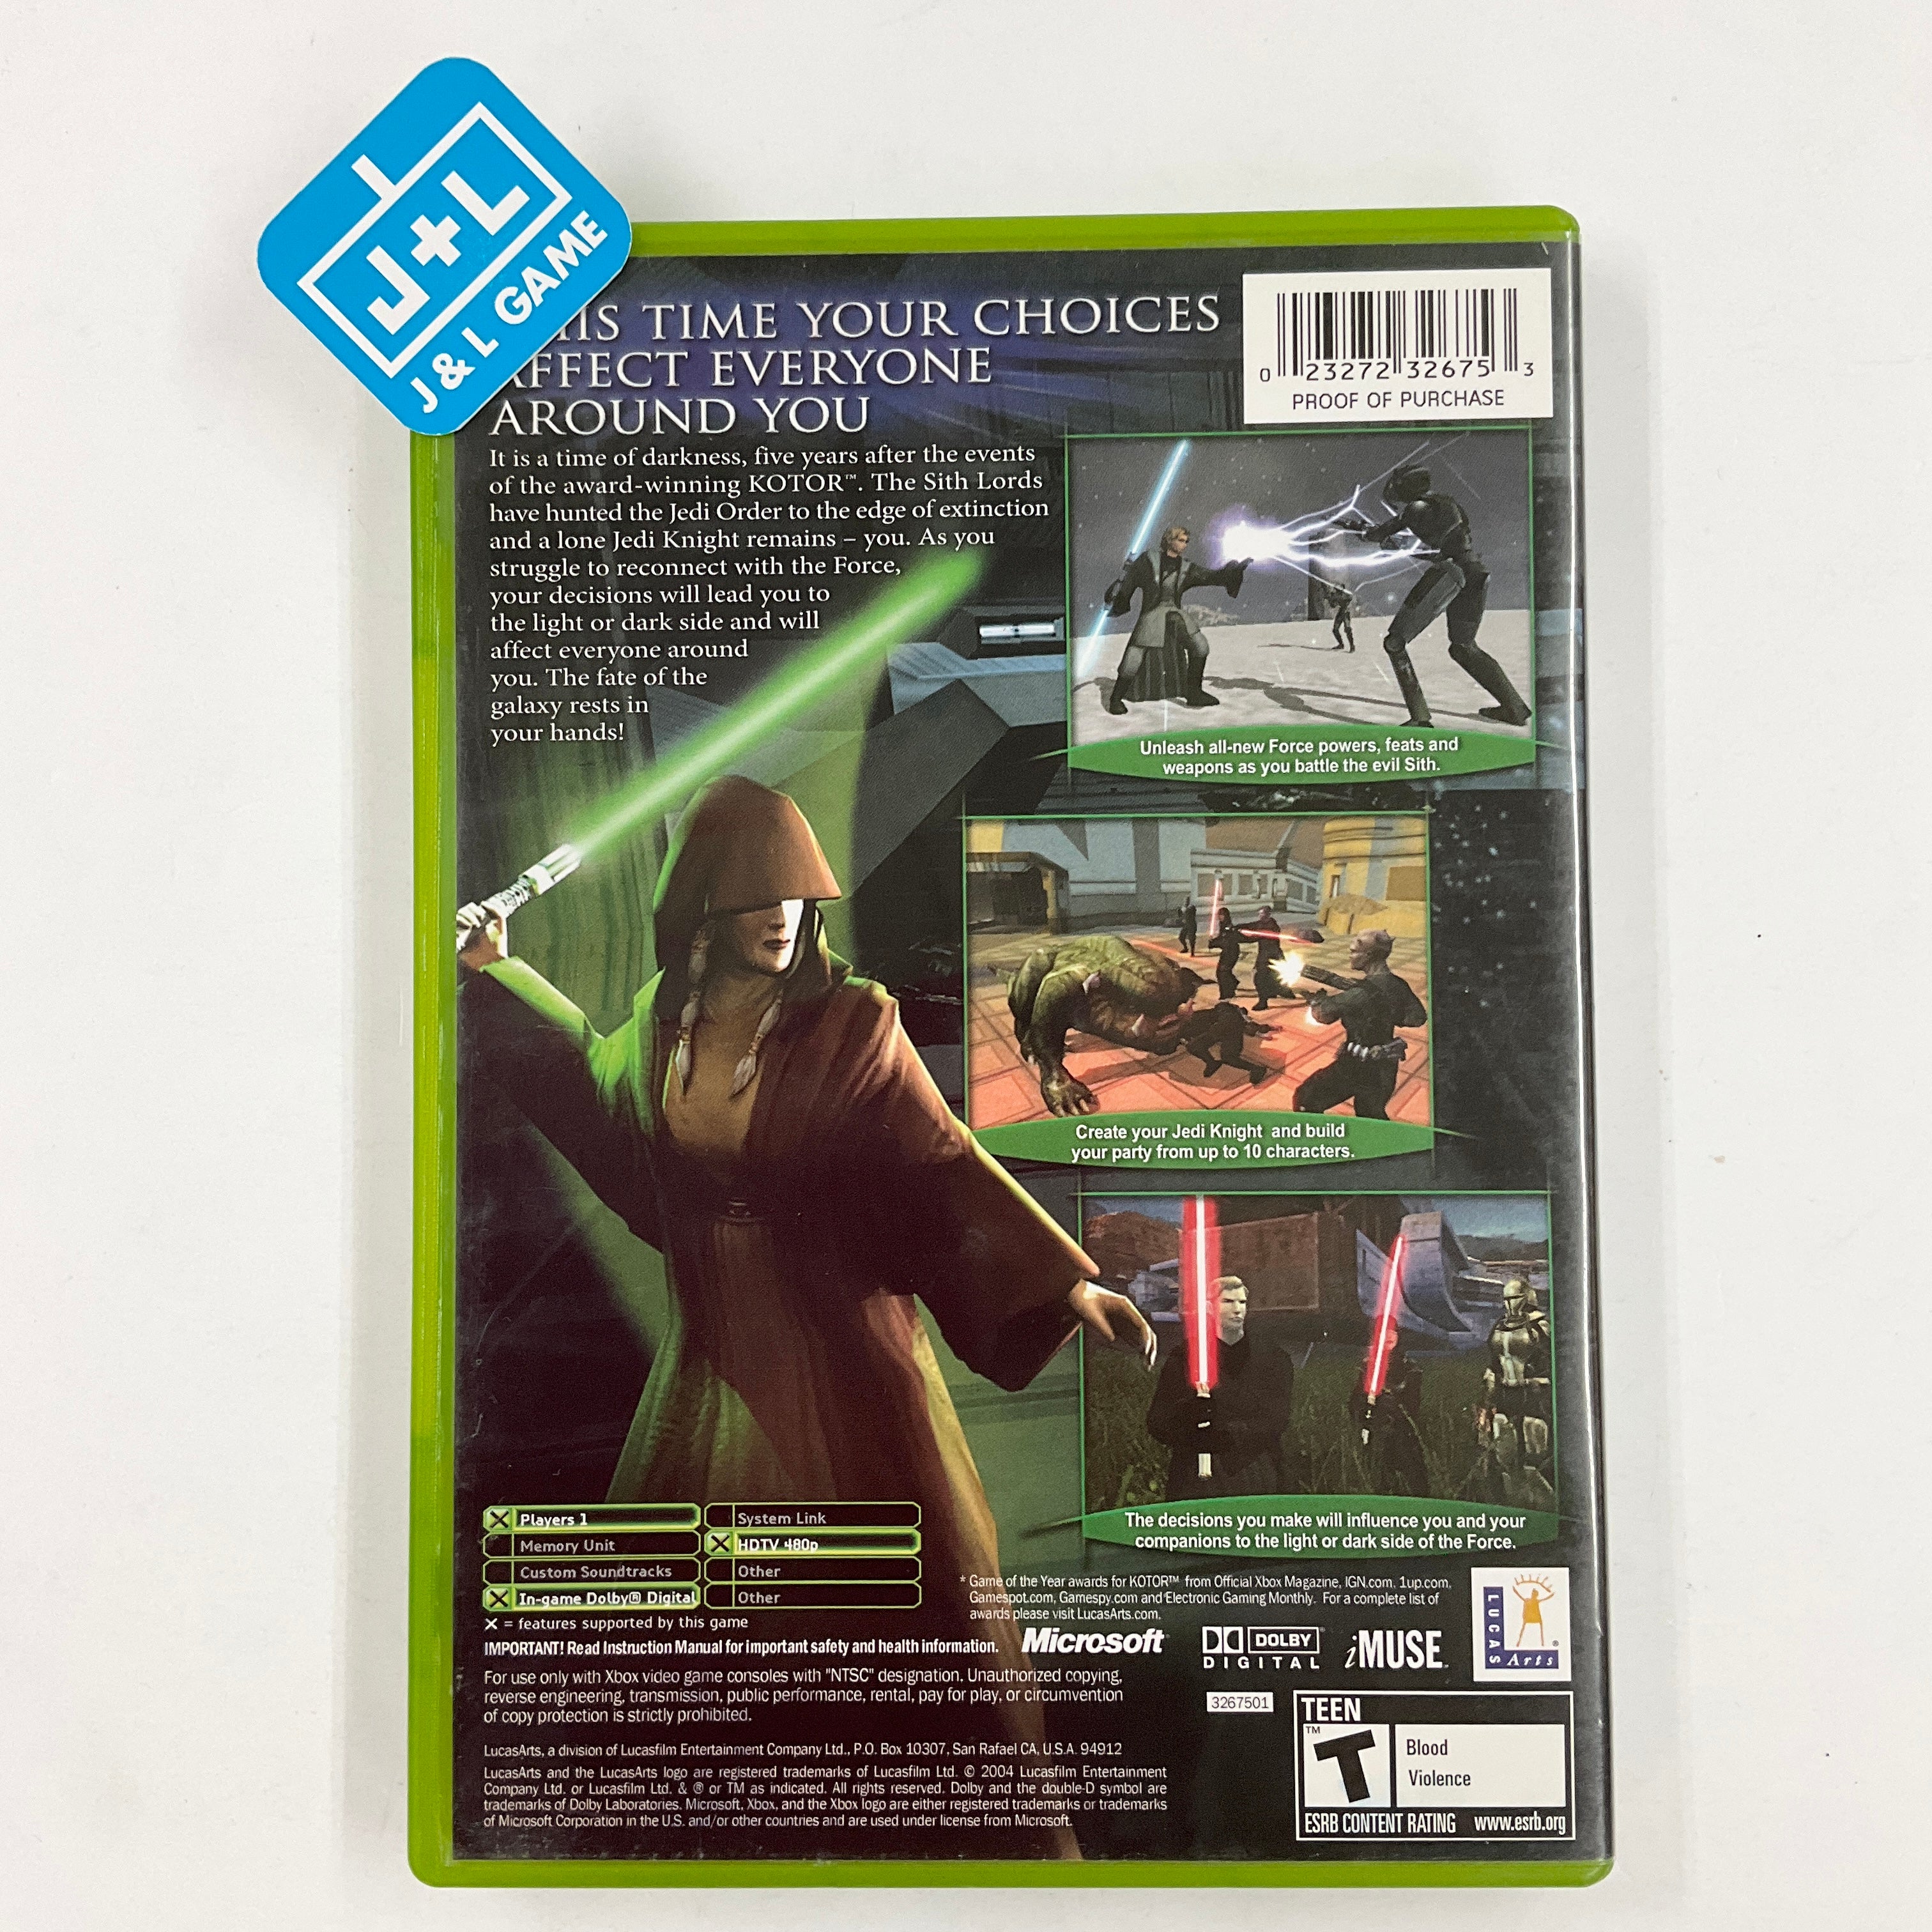 J+L
J & L GAME
TIME YOUR CHOICES
AFFECT EVERYONE
AROUND YOU
It is a time of darkness, five years after the events
of the award-winning KOTOR™. The Sith Lords
have hunted the Jedi Order to the edge of extinction
and a lone Jedi Knight remains – you. As you
struggle to reconnect with the Force,
your decisions will lead you to
the light or dark side and will
affect everyone around
you. The fate of the
galaxy rests in
your hands!
0 23272 32675 3
PROOF OF PURCHASE
Unleash all-new Force powers, feats and
weapons as you battle the evil Sith.
Create your Jedi Knight and build
your party from up to 10 characters.
The decisions you make will influence you and your
companions to the light or dark side of the Force.
X Players 1
Memory Unit
Custom Soundtracks
X In-game Dolby® Digital
System Link
X HDTV 480p
Other
Other
X = features supported by this game
* Game of the Year awards for KOTOR™ from Official Xbox Magazine, IGN.com, 1up.com,
Gamespot.com, Gamespy.com and Electronic Gaming Monthly. For a complete list of
awards please visit LucasArts.com.
IMPORTANT! Read Instruction Manual for important safety and health information.
Microsoft
DOLBY
DIGITAL
iMUSE™
LUCAS
Arts ®
For use only with Xbox video game consoles with "NTSC" designation. Unauthorized copying,
reverse engineering, transmission, public performance, rental, pay for play, or circumvention
of copy protection is strictly prohibited.
3267501
LucasArts, a division of Lucasfilm Entertainment Company Ltd., P.O. Box 10307, San Rafael CA, U.S.A. 94912
LucasArts and the LucasArts logo are registered trademarks of Lucasfilm Ltd. © 2004 Lucasfilm Entertainment
Company Ltd. or Lucasfilm Ltd. & ® or TM as indicated. All rights reserved. Dolby and the double-D symbol are
trademarks of Dolby Laboratories. Microsoft, Xbox, and the Xbox logo are either registered trademarks or trademarks
of Microsoft Corporation in the U.S. and/or other countries and are used under license from Microsoft.
TEEN
™
T
Blood
Violence
ESRB CONTENT RATING www.esrb.org